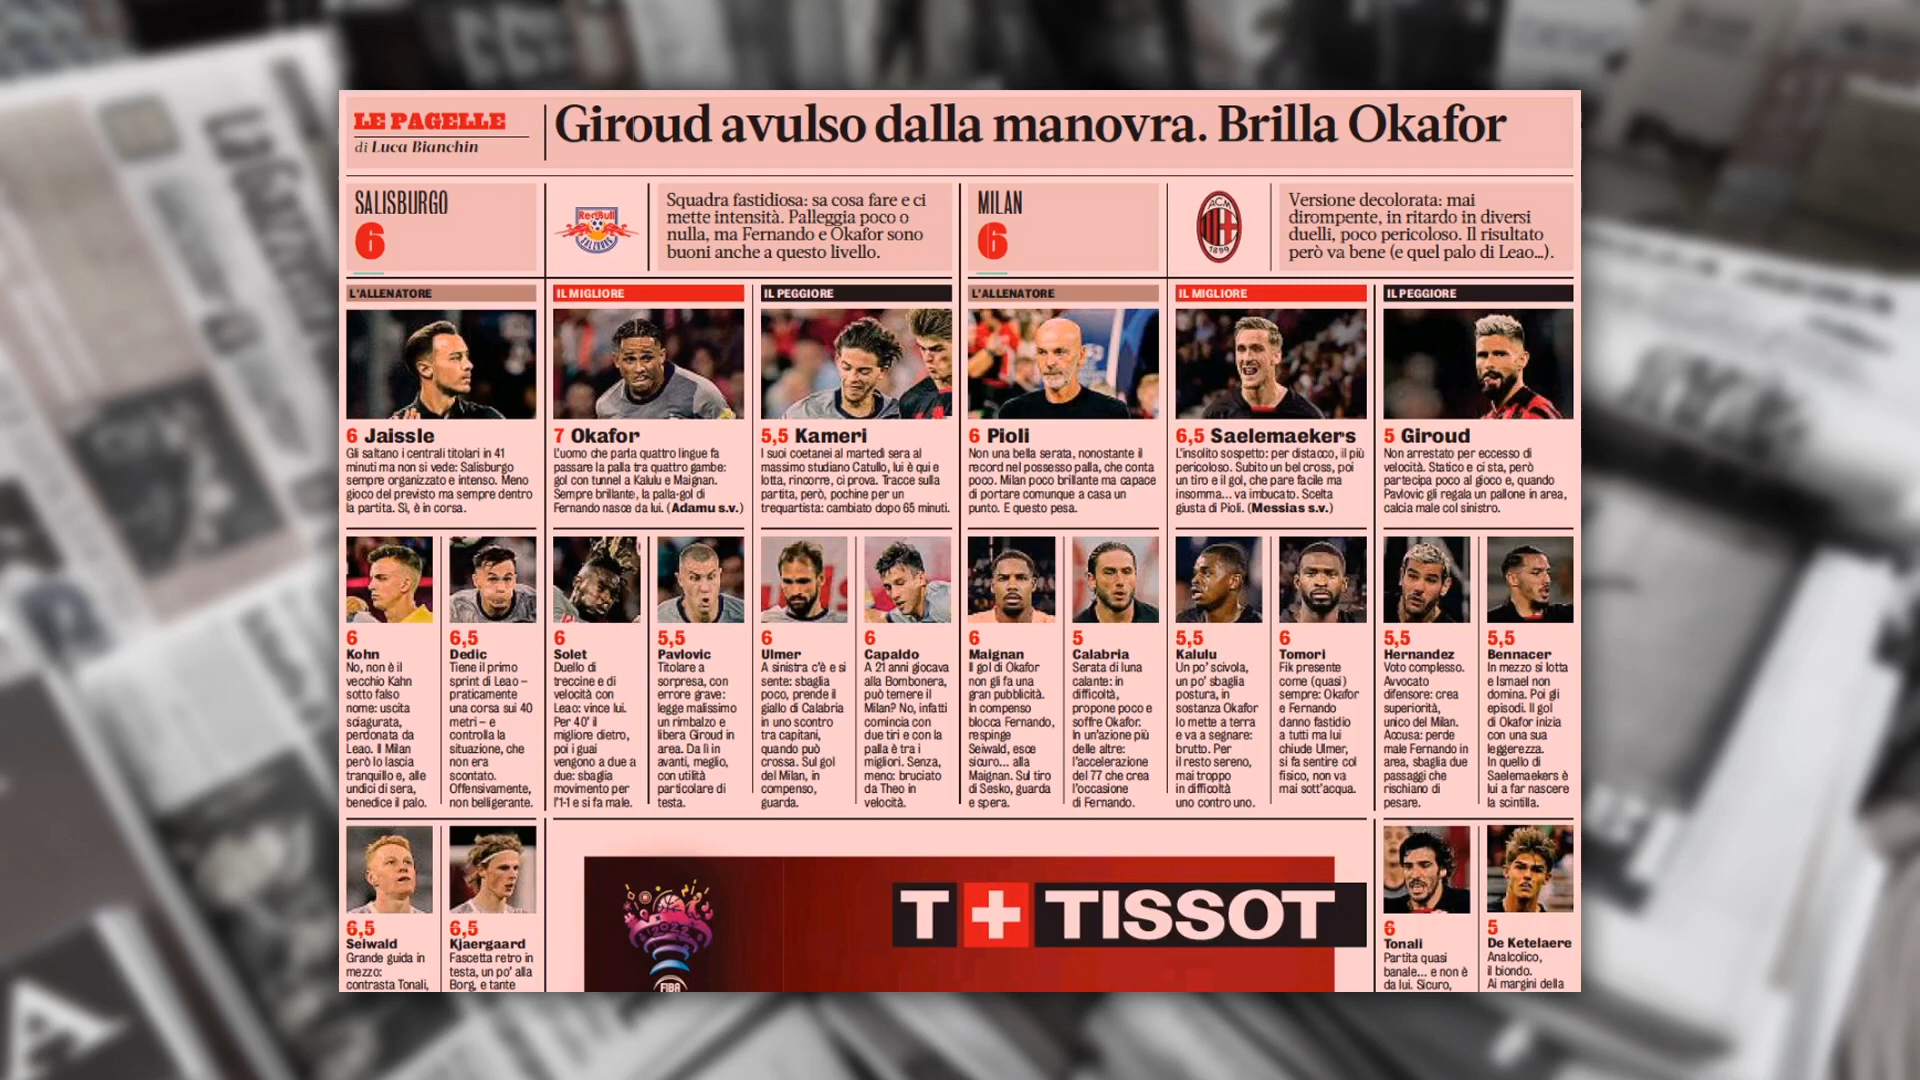 LE PAGELLE
di Luca Bianchin
Giroud avulso dalla manovra. Brilla Okafor
SALISBURGO
6
RedBull
SALZBURG
Squadra fastidiosa: sa cosa fare e ci
mette intensità. Palleggia poco o
nulla, ma Fernando e Okafor sono
buoni anche a questo livello.
MILAN
6
ACM
1899
Versione decolorata: mai
dirompente, in ritardo in diversi
duelli, poco pericoloso. Il risultato
però va bene (e quel palo di Leao...).
L'ALLENATORE
6 Jaissle
Gli saltano i centrali titolari in 41
minuti ma non si vede: Salisburgo
sempre organizzato e intenso. Meno
gioco del previsto ma sempre dentro
la partita. Sì, è in corsa.
IL MIGLIORE
7 Okafor
L'uomo che parla quattro lingue fa
passare la palla tra quattro gambe:
gol con tunnel a Kalulu e Maignan.
Sempre brillante, la palla-gol di
Fernando nasce da lui. (Adamu s.v.)
IL PEGGIORE
5,5 Kameri
I suoi coetanei al martedì sera al
massimo studiano Catullo, lui è qui e
lotta, rincorre, ci prova. Tracce sulla
partita, però, pochine per un
trequartista: cambiato dopo 65 minuti.
L'ALLENATORE
6 Pioli
Non una bella serata, nonostante il
record nel possesso palla, che conta
poco. Milan poco brillante ma capace
di portare comunque a casa un
punto. E questo pesa.
IL MIGLIORE
6,5 Saelemaekers
L'insolito sospetto: per distacco, il più
pericoloso. Subito un bel cross, poi
un tiro e il gol, che pare facile ma
insomma... va imbucato. Scelta
giusta di Pioli. (Messias s.v.)
IL PEGGIORE
5 Giroud
Non arrestato per eccesso di
velocità. Statico e ci sta, però
partecipa poco al gioco e, quando
Pavlovic gli regala un pallone in area,
calcia male col sinistro.
6
Kohn
No, non è il
vecchio Kahn
sotto falso
nome: uscita
sciagurata,
perdonata da
Leao. Il Milan
però lo lascia
tranquillo e, alle
undici di sera,
benedice il palo.
6,5
Dedic
Tiene il primo
sprint di Leao –
praticamente
una corsa sui 40
metri – e
controlla la
situazione, che
non era
scontato.
Offensivamente,
non belligerante.
6
Solet
Duello di
treccine e di
velocità con
Leao: vince lui.
Per 40' il
migliore dietro,
poi i guai
vengono a due a
due: sbaglia
movimento per
l'1-1 e si fa male.
5,5
Pavlovic
Titolare a
sorpresa, con
errore grave:
legge malissimo
un rimbalzo e
libera Giroud in
area. Da lì in
avanti, meglio,
con utilità
particolare di
testa.
6
Ulmer
A sinistra c'è e si
sente: sbaglia
poco, prende il
giallo di Calabria
in uno scontro
tra capitani,
quando può
crossa. Sul gol
del Milan, in
compenso,
guarda.
6
Capaldo
A 21 anni giocava
alla Bombonera,
può temere il
Milan? No, infatti
comincia con
due tiri e con la
palla è tra i
migliori. Senza,
meno: bruciato
da Theo in
velocità.
6
Maignan
Il gol di Okafor
non gli fa una
gran pubblicità.
In compenso
blocca Fernando,
respinge
Seiwald, esce
sicuro... alla
Maignan. Sul tiro
di Sesko, guarda
e spera.
5
Calabria
Serata di luna
calante: in
difficoltà,
propone poco e
soffre Okafor.
In un'azione più
delle altre:
l'accelerazione
del 77 che crea
l'occasione
di Fernando.
5,5
Kalulu
Un po' scivola,
un po' sbaglia
postura, in
sostanza Okafor
lo mette a terra
e va a segnare:
brutto. Per
il resto sereno,
mai troppo
in difficoltà
uno contro uno.
6
Tomori
Fik presente
come (quasi)
sempre: Okafor
e Fernando
danno fastidio
a tutti ma lui
chiude Ulmer,
si fa sentire col
fisico, non va
mai sott'acqua.
5,5
Hernandez
Voto complesso.
Avvocato
difensore: crea
superiorità,
unico del Milan.
Accusa: perde
male Fernando in
area, sbaglia due
passaggi che
rischiano di
pesare.
5,5
Bennacer
In mezzo si lotta
e Ismael non
domina. Poi gli
episodi. Il gol
di Okafor inizia
con una sua
leggerezza.
In quello di
Saelemaekers è
lui a far nascere
la scintilla.
6,5
Seiwald
Grande guida in
mezzo:
contrasta Tonali,
6,5
Kjaergaard
Fascetta retro in
testa, un po' alla
Borg, e tante
2022
FIBA
T+ TISSOT
6
Tonali
Partita quasi
banale... e non è
da lui. Sicuro,
5
De Ketelaere
Analcolico,
il biondo.
Ai margini della